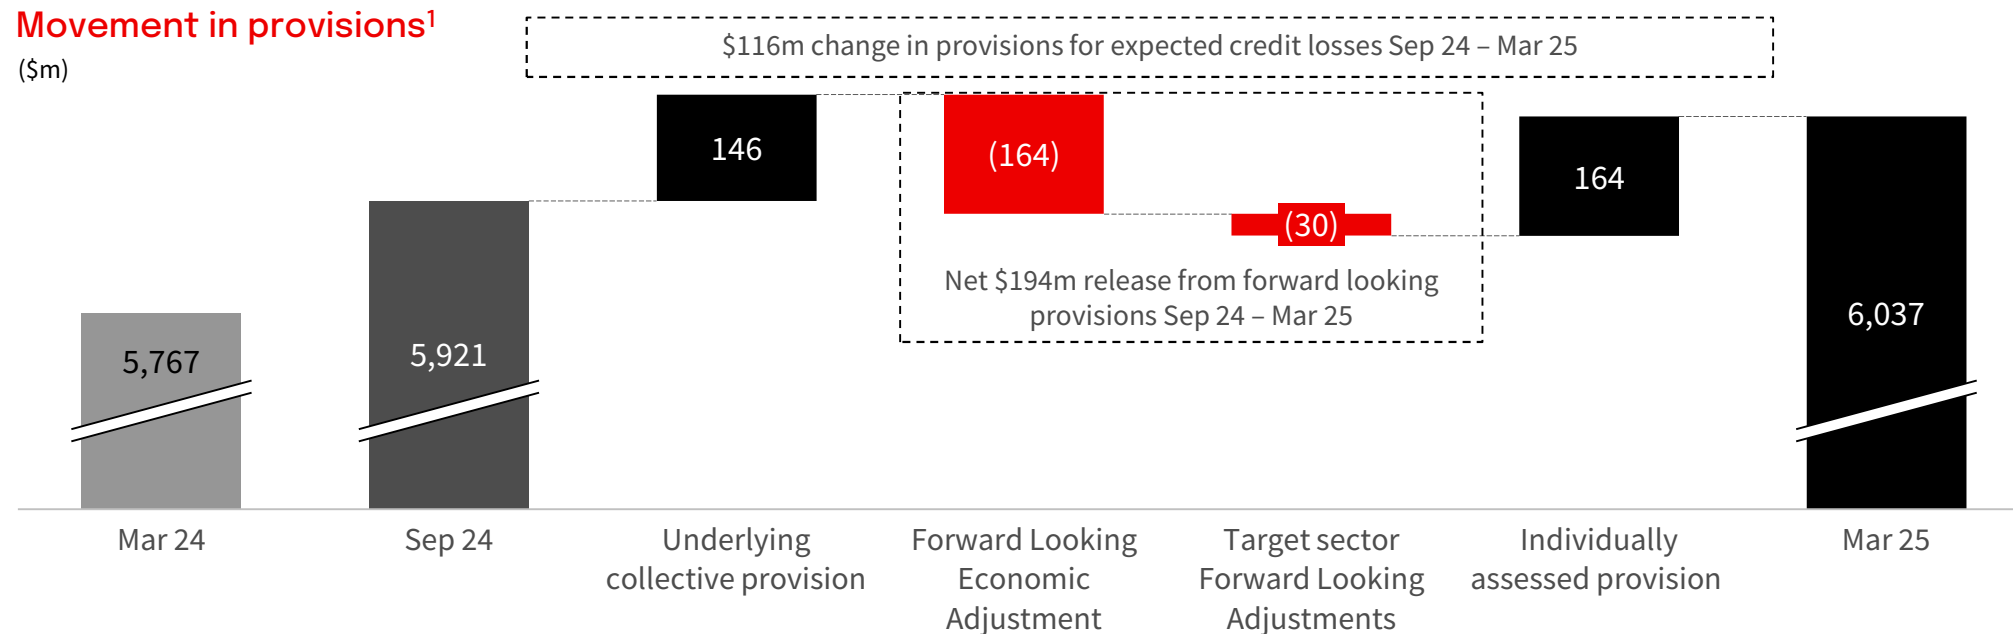 Movement in provisions¹
($m)
$116m change in provisions for expected credit losses Sep 24 – Mar 25
146
(164)
(30)
164
Net $194m release from forward looking
provisions Sep 24 – Mar 25
5,767
5,921
6,037
Mar 24
Sep 24
Underlying
collective provision
Forward Looking
Economic
Adjustment
Target sector
Forward Looking
Adjustments
Individually
assessed provision
Mar 25